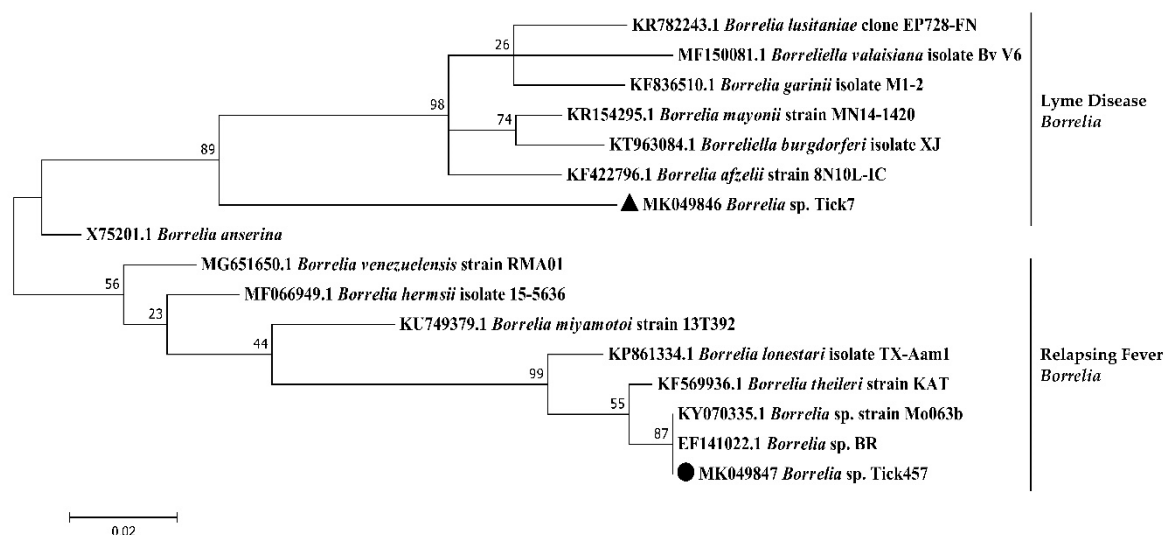 KR782243.1 Borrelia lusitaniae clone EP728-FN
26
MF150081.1 Borreliella valaisiana isolate Bv V6
KF836510.1 Borrelia garinii isolate M1-2
Lyme Disease
Borrelia
98
KR154295.1 Borrelia mayonii strain MN14-1420
74
KT963084.1 Borreliella burgdorferi isolate XJ
89
KF422796.1 Borrelia afzelii strain 8N10L-IC
MK049846 Borrelia sp. Tick7
X75201.1 Borrelia anserina
MG651650.1 Borrelia venezuelensis strain RMA01
56
MF066949.1 Borrelia hermsii isolate 15-5636
23
KU749379.1 Borrelia miyamotoi strain 13T392
44
KP861334.1 Borrelia lonestari isolate TX-Aam1
Relapsing Fever
Borrelia
99
KF569936.1 Borrelia theileri strain KAT
55
KY070335.1 Borrelia sp. strain Mo063b
87
EF141022.1 Borrelia sp. BR
MK049847 Borrelia sp. Tick457
0.02